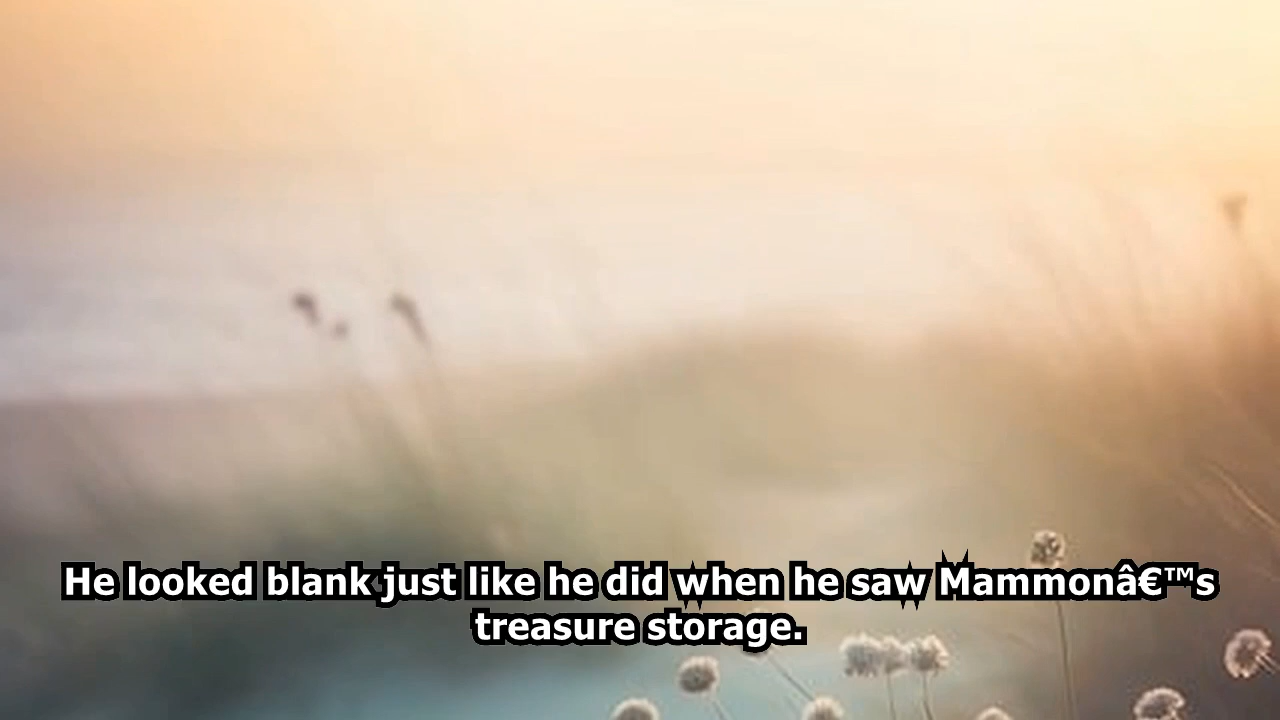 He looked blank just like he did when he saw Mammonâ€™s
treasure storage.